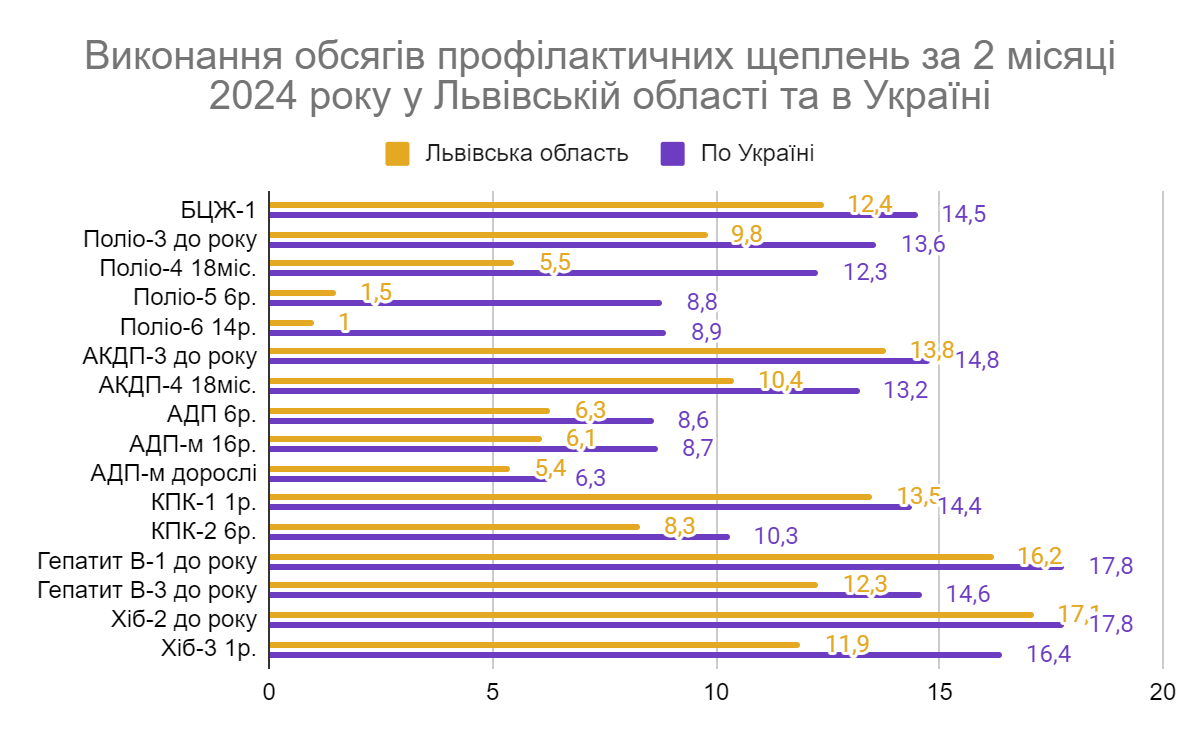 Виконання обсягів профілактичних щеплень за 2 місяці
2024 року у Львівській області та в Україні
Львівська область По Україні
БЦЖ-1 12,4 14,5
Поліо-3 до року 9,8 13,6
Поліо-4 18міс. 5,5 12,3
Поліо-5 6р. 1,5 8,8
Поліо-6 14р. 1 8,9
АКДП-3 до року 13,8 14,8
АКДП-4 18міс. 10,4 13,2
АДП 6р. 6,3 8,6
АДП-м 16р. 6,1 8,7
АДП-м дорослі 5,4 6,3
КПК-1 1р. 13,5 14,4
КПК-2 6р. 8,3 10,3
Гепатит В-1 до року 16,2 17,8
Гепатит В-3 до року 12,3 14,6
Хіб-2 до року 17,1 17,8
Хіб-3 1р. 11,9 16,4
0 5 10 15 20